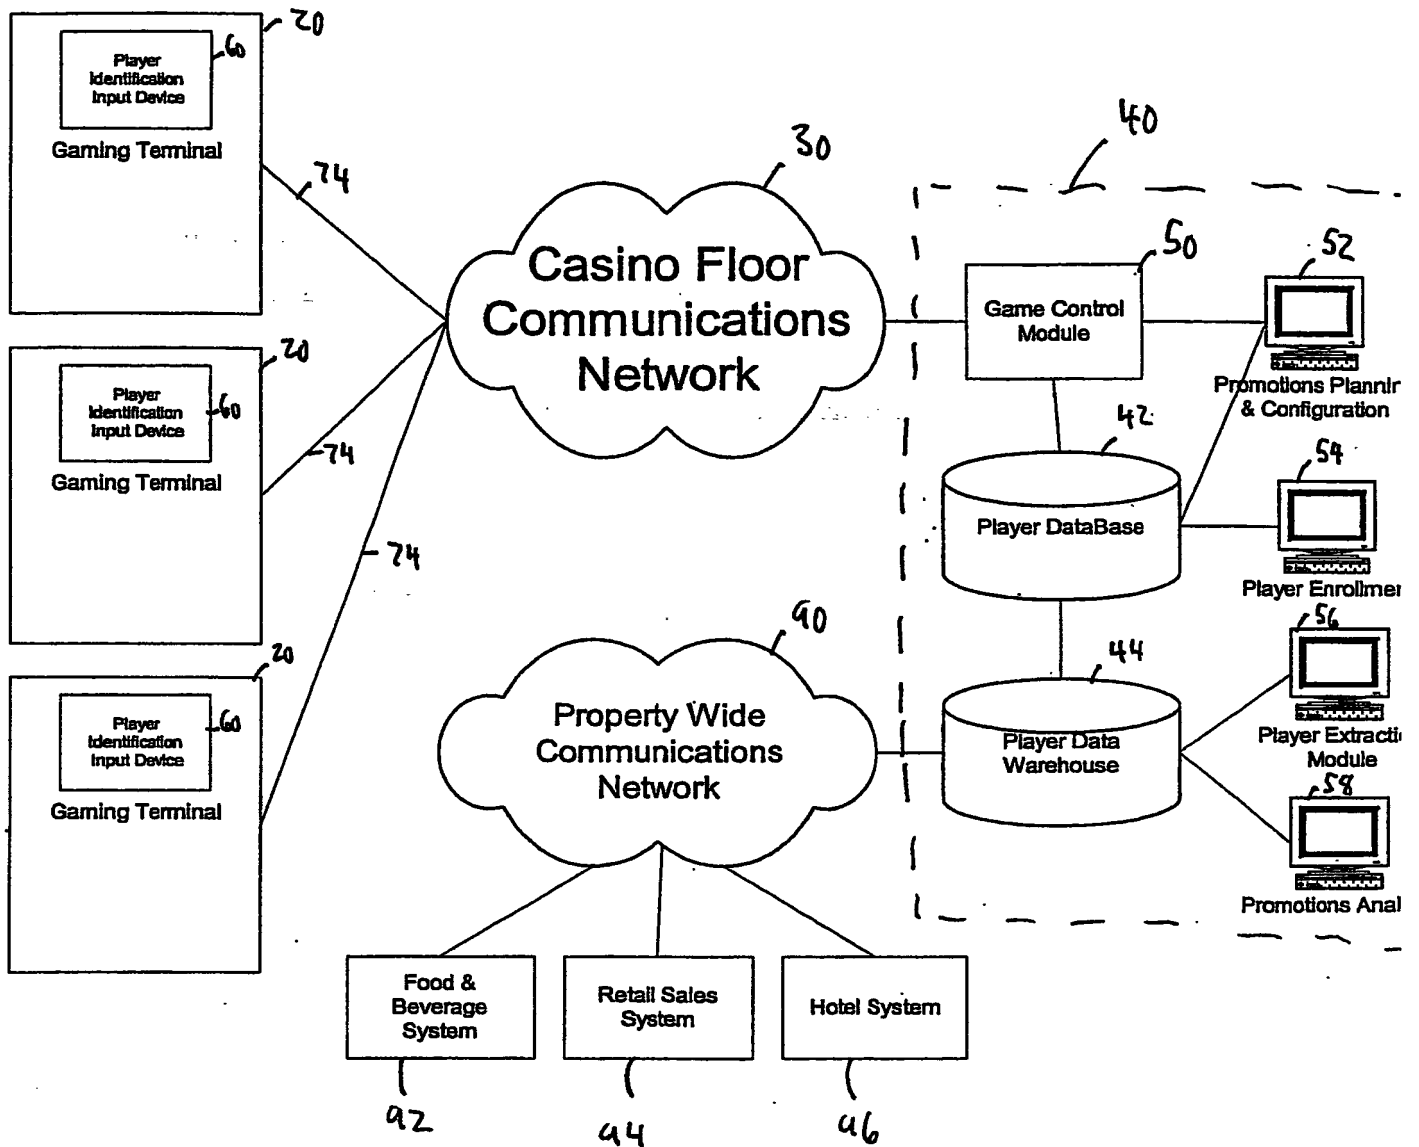 20
60
Player
Identification
Input Device
Gaming Terminal
74
20
60
Player
Identification
Input Device
Gaming Terminal
74
20
60
Player
Identification
Input Device
Gaming Terminal
74
30
Casino Floor
Communications
Network
40
50
Game Control
Module
52
Promotions Plannin
& Configuration
42
Player DataBase
54
Player Enrollmer
90
Property Wide
Communications
Network
44
Player Data
Warehouse
56
Player Extractic
Module
58
Promotions Anal
Food &
Beverage
System
92
Retail Sales
System
94
Hotel System
96